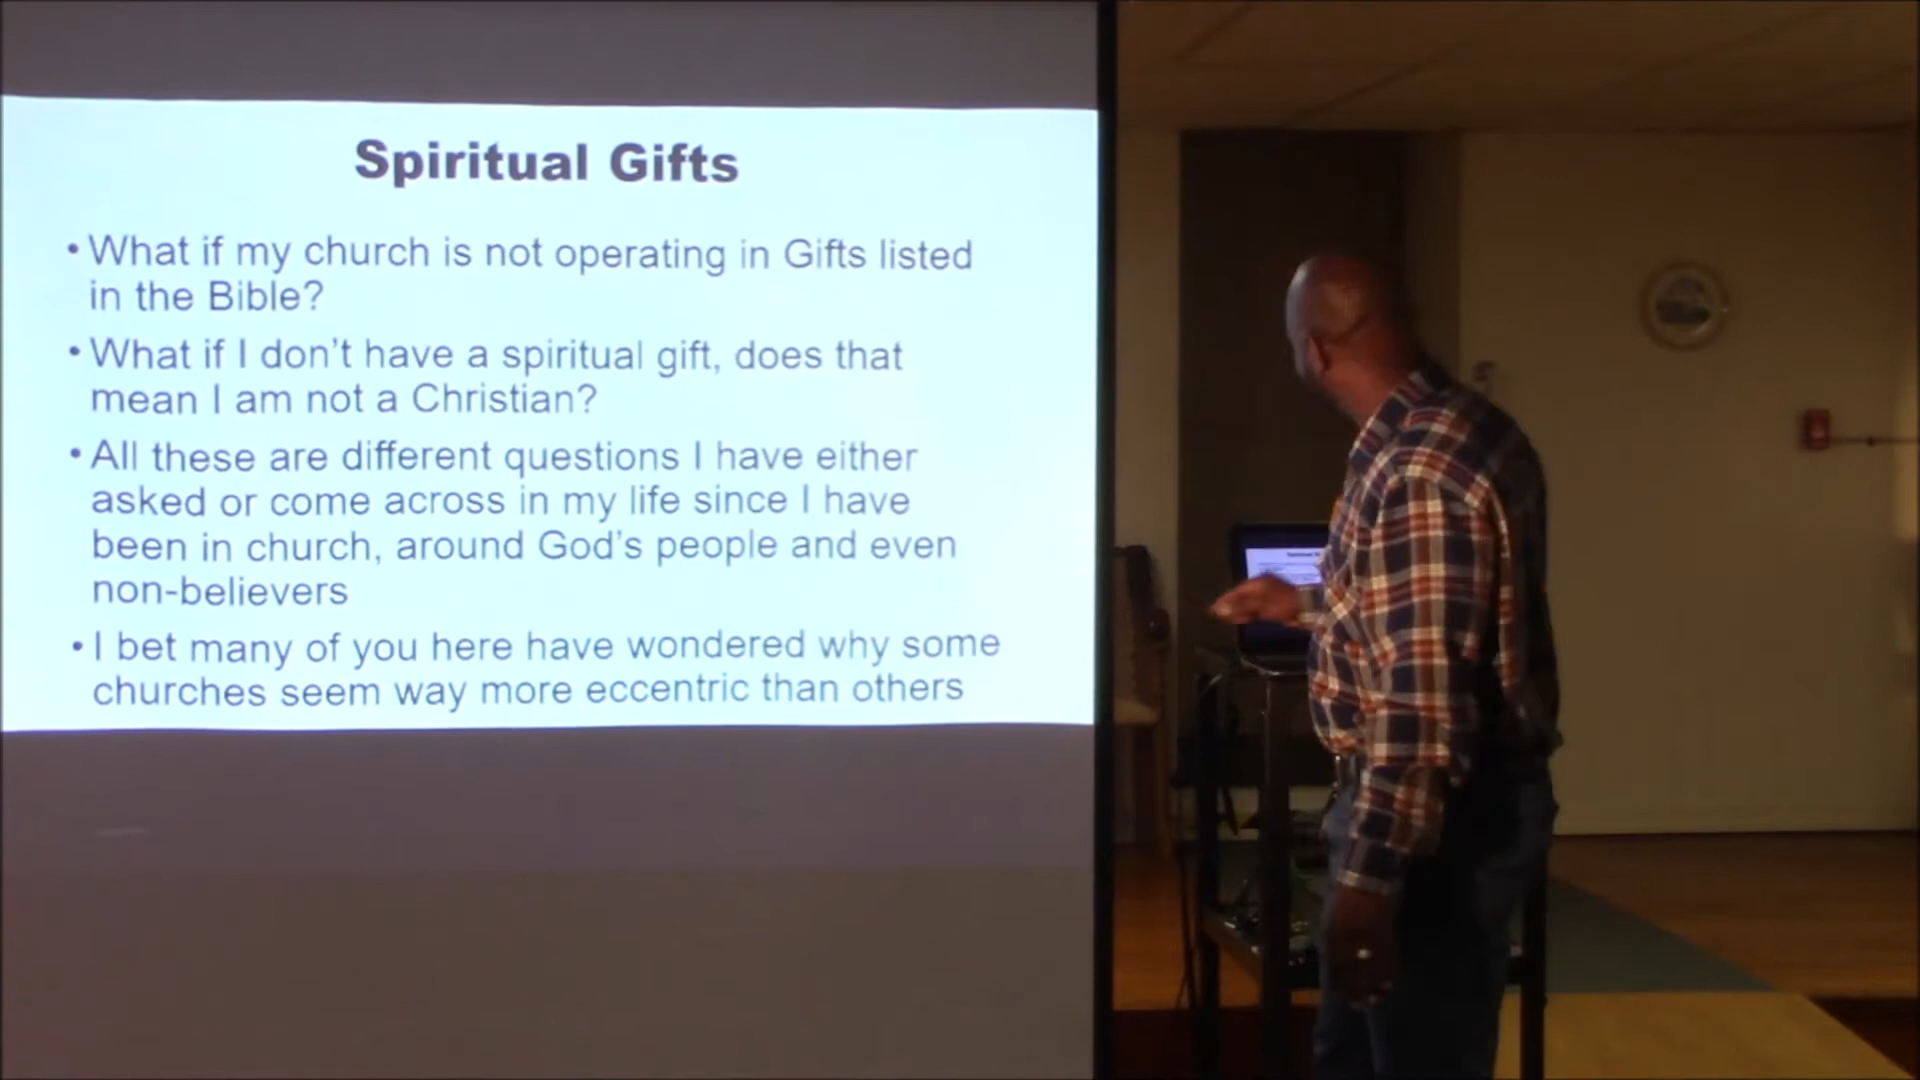 Spiritual Gifts
• What if my church is not operating in Gifts listed
in the Bible?
• What if I don't have a spiritual gift, does that
mean I am not a Christian?
• All these are different questions I have either
asked or come across in my life since I have
been in church, around God's people and even
non-believers
• I bet many of you here have wondered why some
churches seem way more eccentric than others